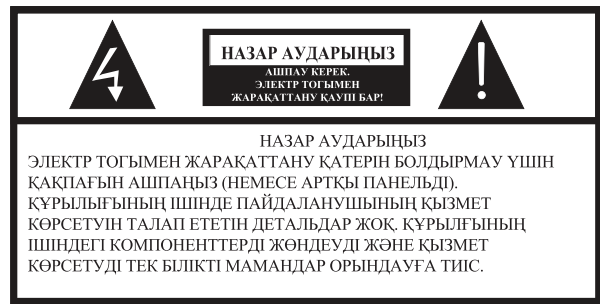 НАЗАР АУДАРЫҢЫЗ
АШПАУ КЕРЕК.
ЭЛЕКТР ТОГЫМЕН
ЖАРАҚАТТАНУ ҚАУПІ БАР!
НАЗАР АУДАРЫҢЫЗ
ЭЛЕКТР ТОГЫМЕН ЖАРАҚАТТАНУ ҚАТЕРІН БОЛДЫРМАУ ҮШІН
ҚАҚПАҒЫН АШПАҢЫЗ (НЕМЕСЕ АРТҚЫ ПАНЕЛЬДІ).
ҚҰРЫЛЫҒЫНЫҢ ІШІНДЕ ПАЙДАЛАНУШЫНЫҢ ҚЫЗМЕТ
КӨРСЕТУІН ТАЛАП ЕТЕТІН ДЕТАЛЬДАР ЖОҚ. ҚҰРЫЛҒЫНЫҢ
ІШІНДЕГІ КОМПОНЕНТТЕРДІ ЖӨНДЕУДІ ЖӘНЕ ҚЫЗМЕТ
КӨРСЕТУДІ ТЕК БІЛІКТІ МАМАНДАР ОРЫНДАУҒА ТИІС.